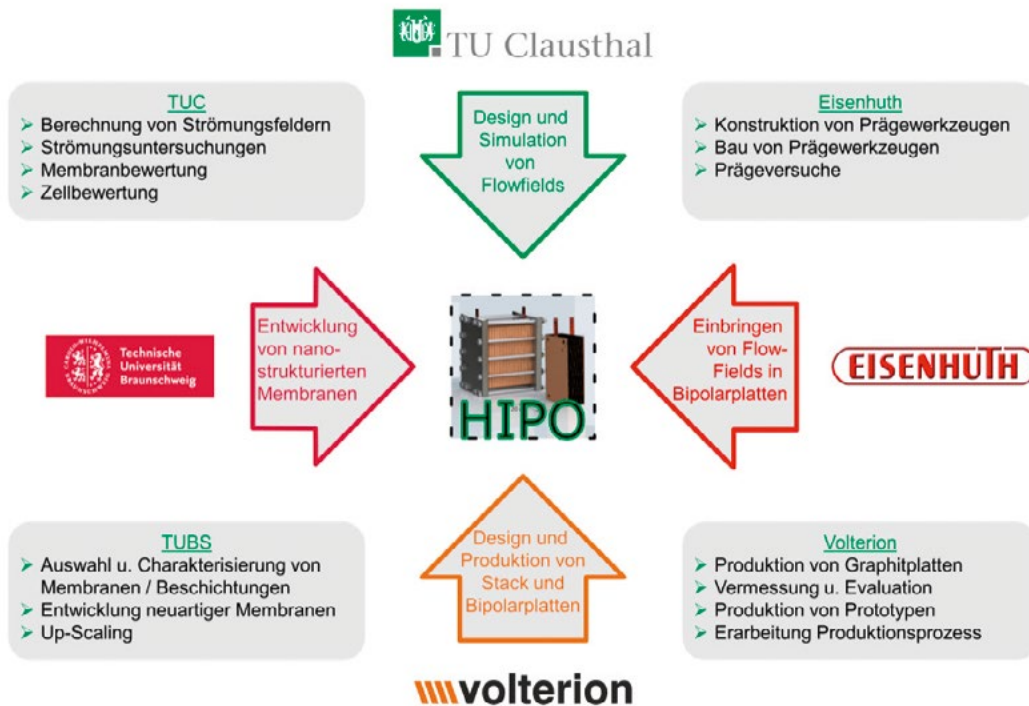 TU Clausthal
TUC
Berechnung von Strömungsfeldern
Strömungsuntersuchungen
Membranbewertung
Zellbewertung
Design und
Simulation
von
Flowfields
Eisenhuth
Konstruktion von Prägewerkzeugen
Bau von Prägewerkzeugen
Prägeversuche
Technische
Universität
Braunschweig
Entwicklung
von nano-
strukturierten
Membranen
HIPO
Einbringen
von Flow-
Fields in
Bipolarplatten
EISENHUTH
TUBS
Auswahl u. Charakterisierung von
Membranen / Beschichtungen
Entwicklung neuartiger Membranen
Up-Scaling
Design und
Produktion von
Stack und
Bipolarplatten
Volterion
Produktion von Graphitplatten
Vermessung u. Evaluation
Produktion von Prototypen
Erarbeitung Produktionsprozess
volterion